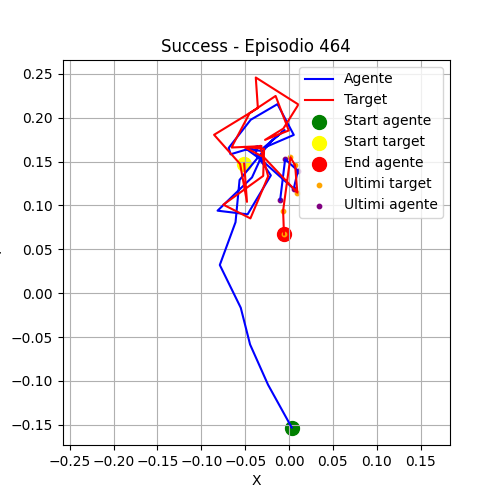 Success - Episodio 464
Agente
Target
Start agente
Start target
End agente
Ultimi target
Ultimi agente
0.25
0.20
0.15
0.10
0.05
0.00
−0.05
−0.10
−0.15
−0.25 −0.20 −0.15 −0.10 −0.05 0.00 0.05 0.10 0.15
X